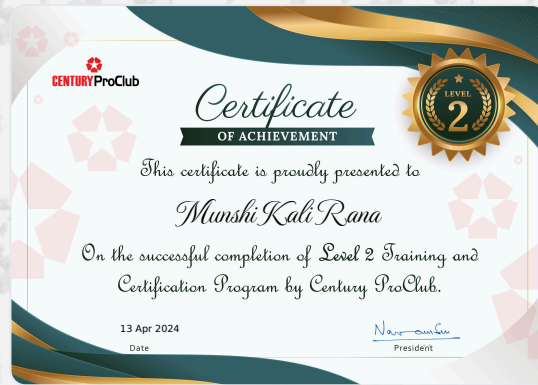 CENTURY ProClub
LEVEL
2
Certificate
OF ACHIEVEMENT
This certificate is proudly presented to
Munshi Kali Rana
On the successful completion of Level 2 Training and
Certification Program by Century ProClub.
13 Apr 2024
Date
President